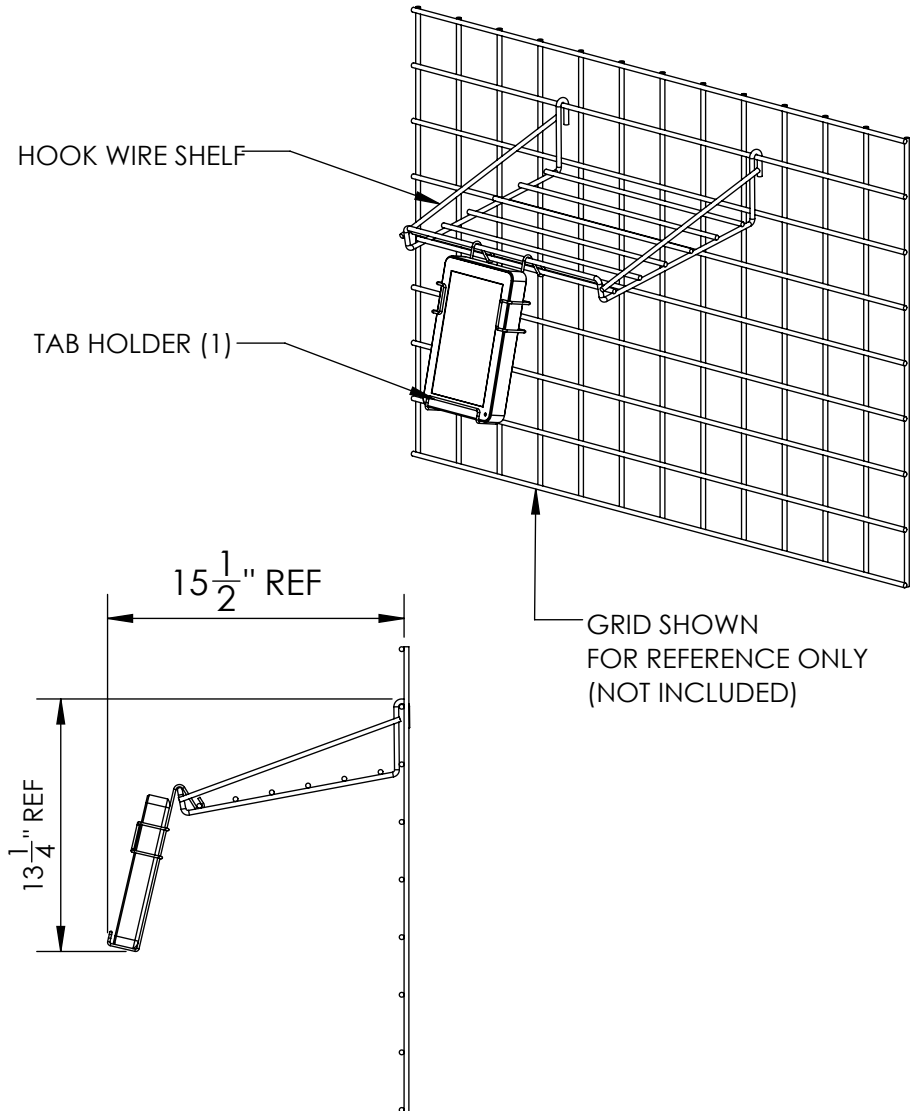 HOOK WIRE SHELF
TAB HOLDER (1)
15 1/2" REF
GRID SHOWN
FOR REFERENCE ONLY
(NOT INCLUDED)
13 1/4" REF